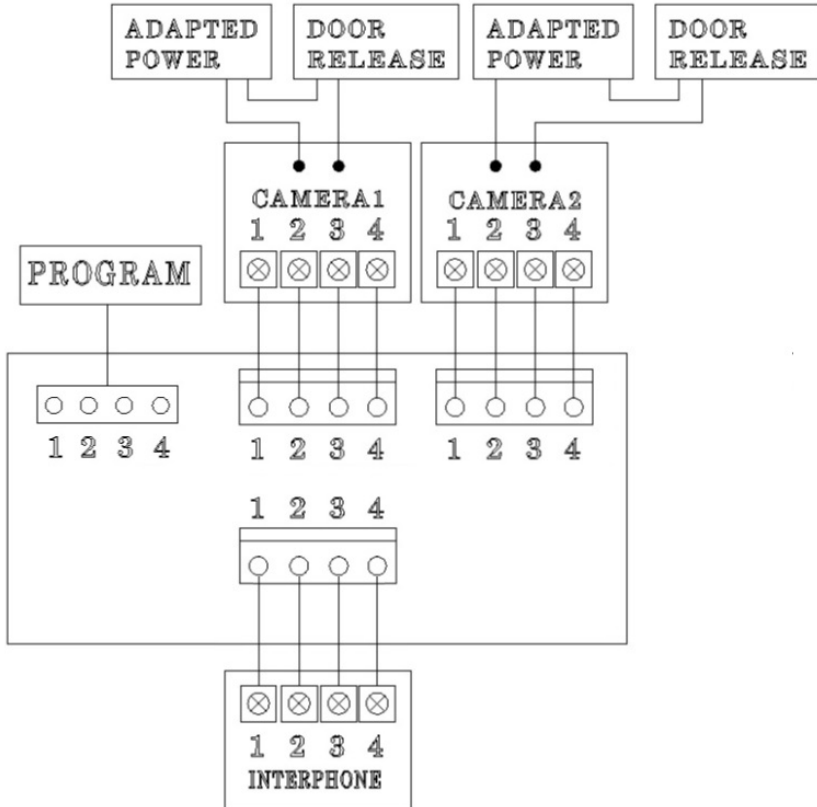 ADAPTED
POWER
DOOR
RELEASE
ADAPTED
POWER
DOOR
RELEASE
CAMERA1
1 2 3 4
CAMERA2
1 2 3 4
PROGRAM
1 2 3 4
1 2 3 4
1 2 3 4
1 2 3 4
1 2 3 4
INTERPHONE